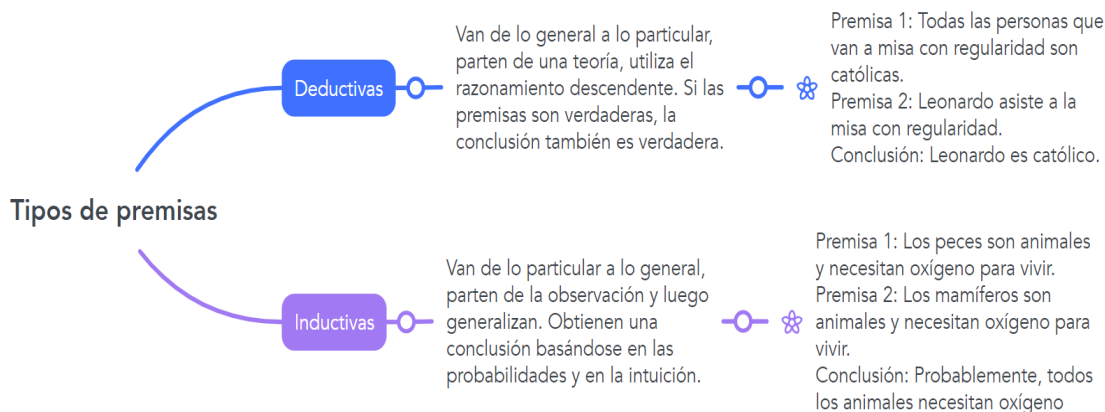 Tipos de premisas
Deductivas
Van de lo general a lo particular,
parten de una teoría, utiliza el
razonamiento descendente. Si las
premisas son verdaderas, la
conclusión también es verdadera.
Premisa 1: Todas las personas que
van a misa con regularidad son
católicas.
Premisa 2: Leonardo asiste a la
misa con regularidad.
Conclusión: Leonardo es católico.
Inductivas
Van de lo particular a lo general,
parten de la observación y luego
generalizan. Obtienen una
conclusión basándose en las
probabilidades y en la intuición.
Premisa 1: Los peces son animales
y necesitan oxígeno para vivir.
Premisa 2: Los mamíferos son
animales y necesitan oxígeno para
vivir.
Conclusión: Probablemente, todos
los animales necesitan oxígeno